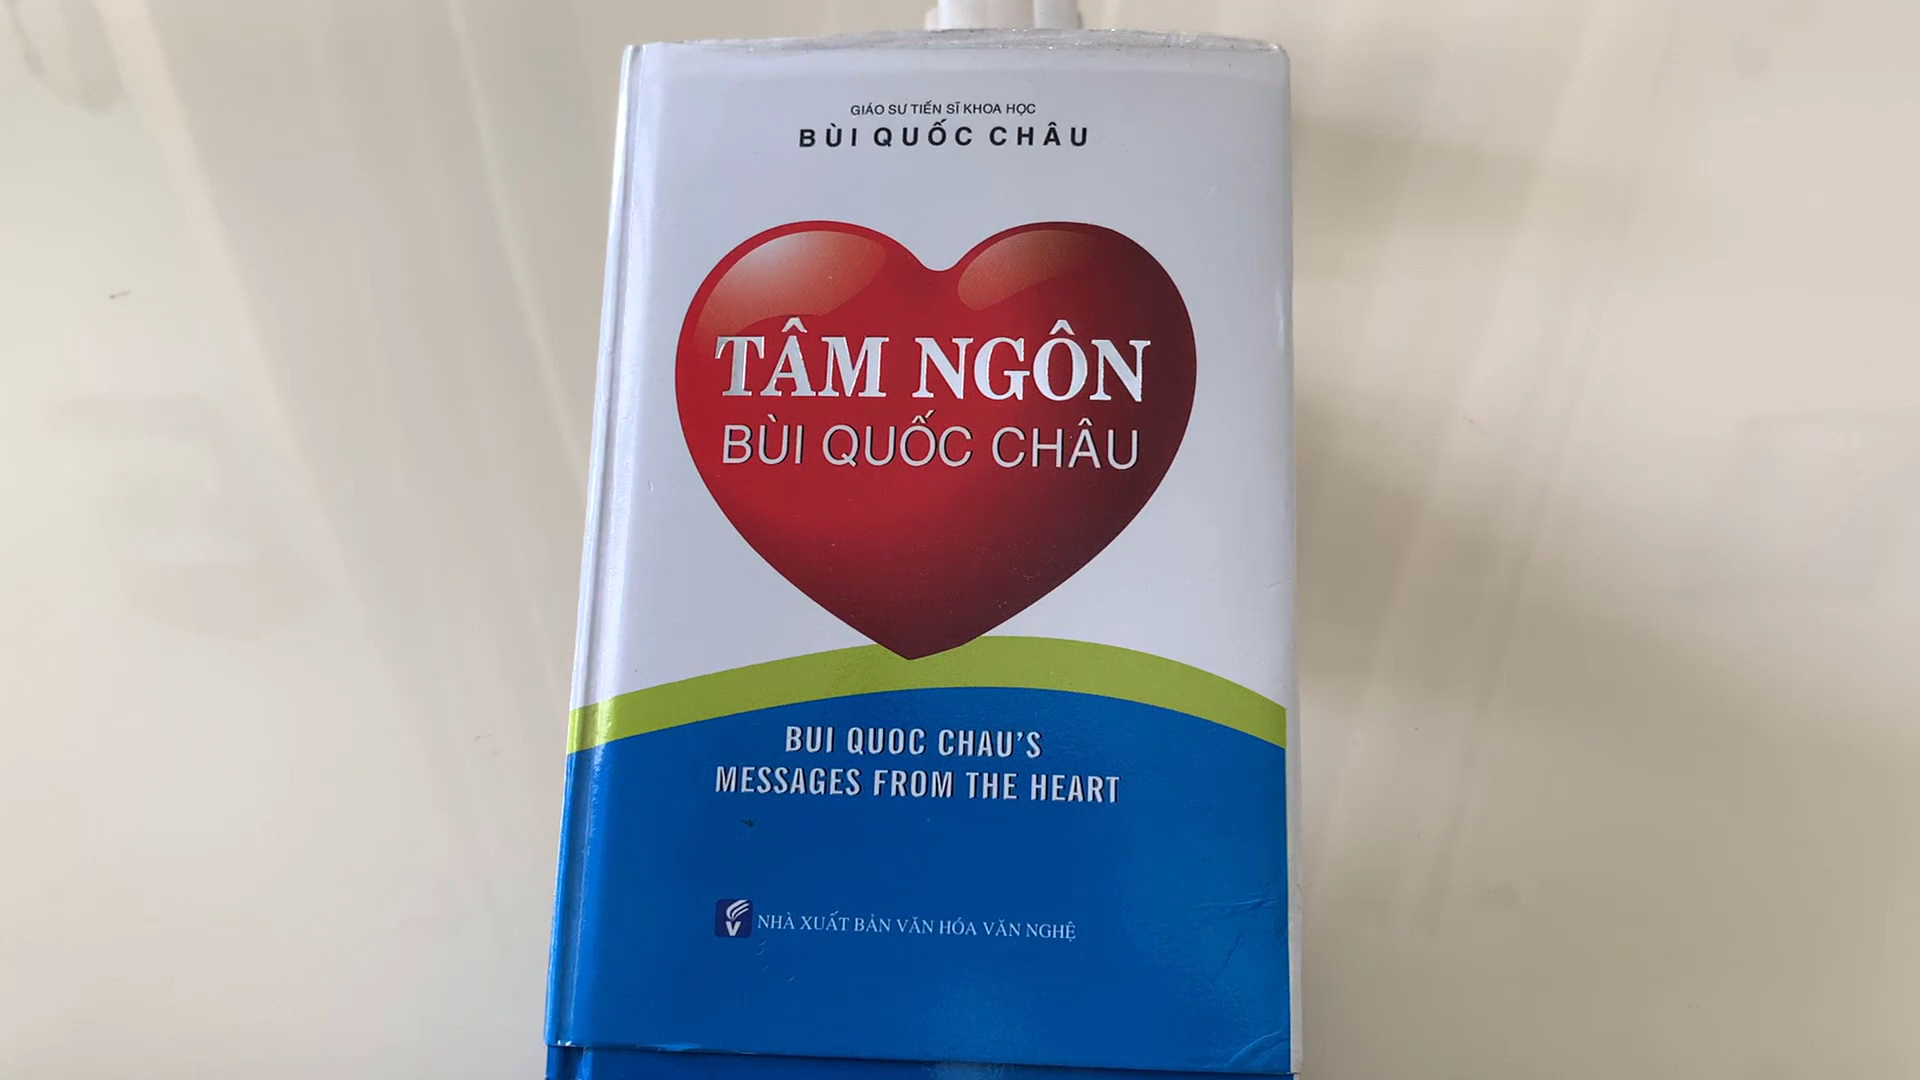 GIÁO SƯ TIẾN SĨ KHOA HỌC
BÙI QUỐC CHÂU
TÂM NGÔN
BÙI QUỐC CHÂU
BUI QUOC CHAU'S
MESSAGES FROM THE HEART
NHÀ XUẤT BẢN VĂN HÓA VĂN NGHỆ